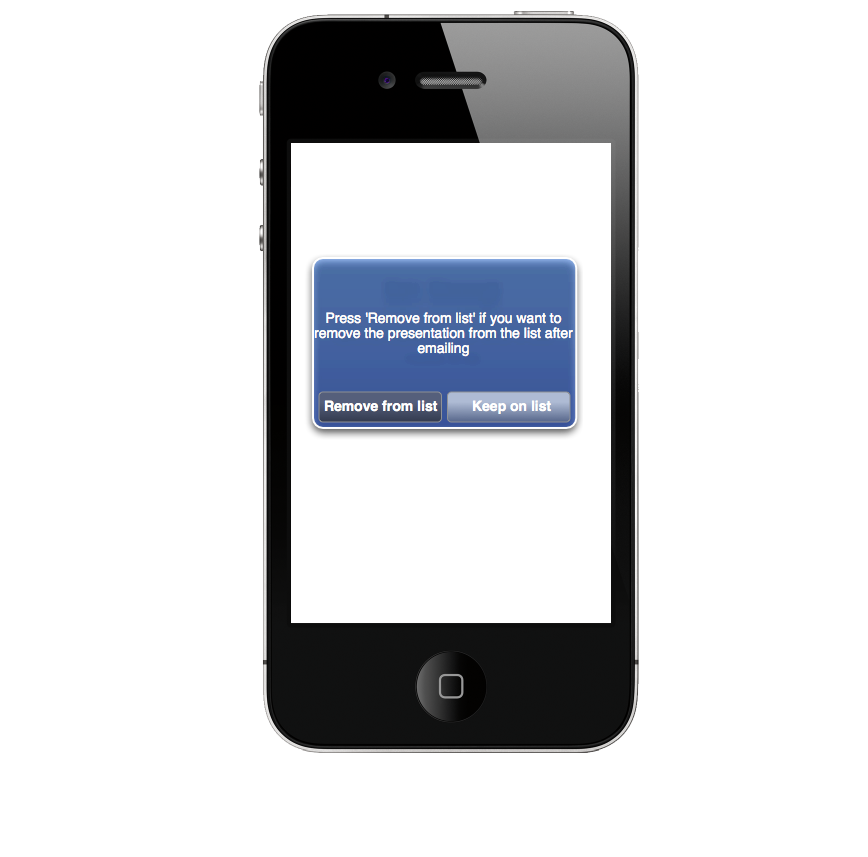 Press 'Remove from list' if you want to
remove the presentation from the list after
emailing
Remove from list
Keep on list